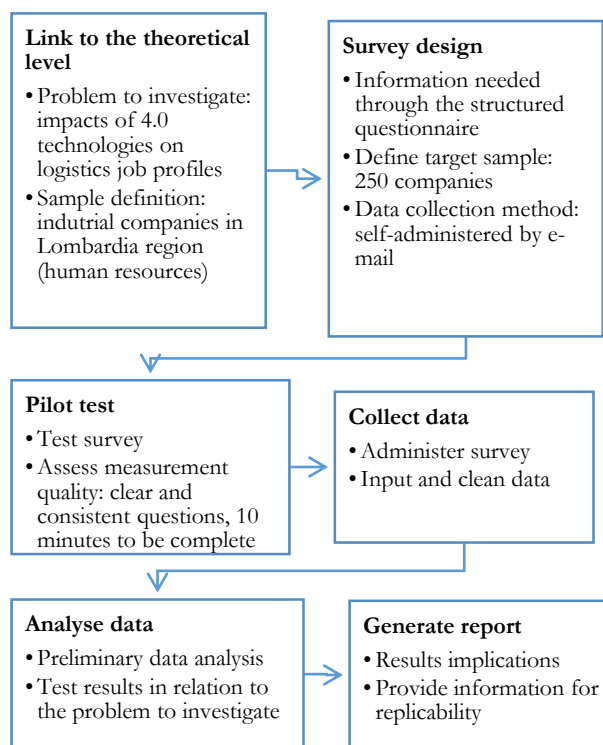 Link to the theoretical
level
• Problem to investigate:
impacts of 4.0
technologies on
logistics job profiles
• Sample definition:
indutrial companies in
Lombardia region
(human resources)
Survey design
• Information needed
through the structured
questionnaire
• Define target sample:
250 companies
• Data collection method:
self-administered by e-
mail
Pilot test
• Test survey
• Assess measurement
quality: clear and
consistent questions, 10
minutes to be complete
Collect data
• Administer survey
• Input and clean data
Analyse data
• Preliminary data analysis
• Test results in relation to
the problem to investigate
Generate report
• Results implications
• Provide information for
replicability